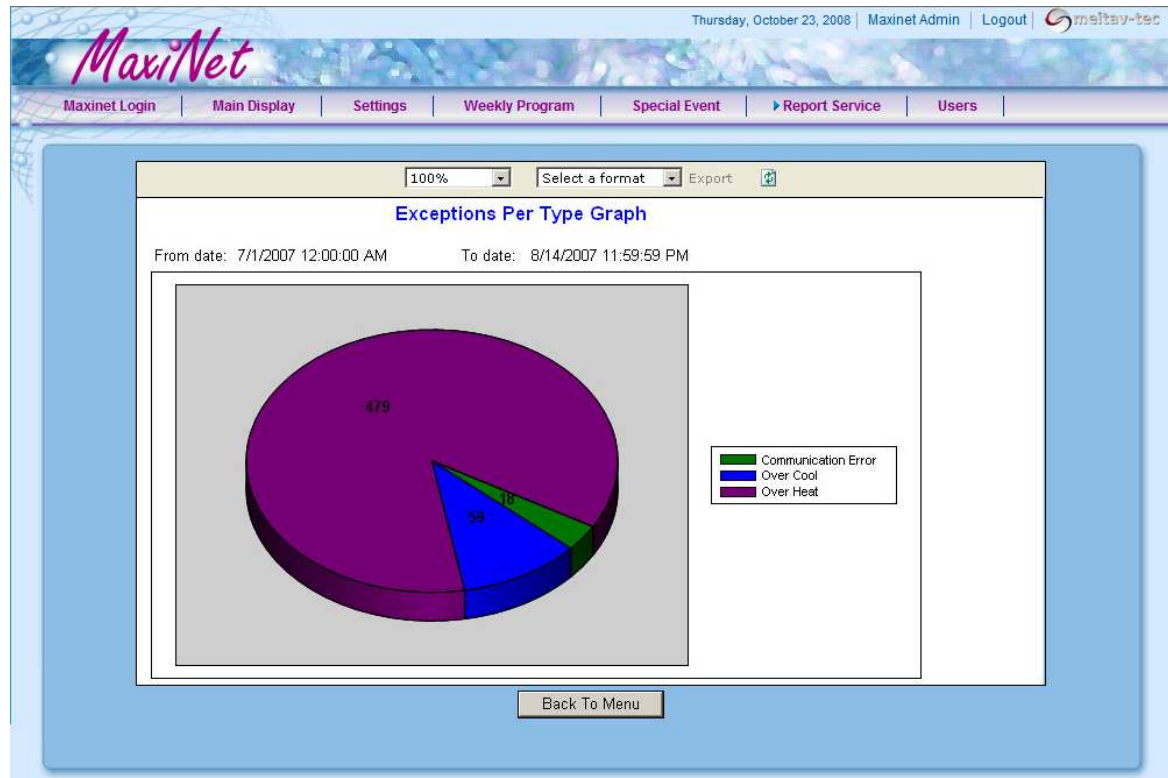 Thursday, October 23, 2008 | Maxinet Admin | Logout | meitav-tec
MaxiNet
Maxinet Login | Main Display | Settings | Weekly Program | Special Event | Report Service | Users |
100% Select a format Export
Exceptions Per Type Graph
From date: 7/1/2007 12:00:00 AM To date: 8/14/2007 11:59:59 PM
479
18
59
Communication Error
Over Cool
Over Heat
Back To Menu